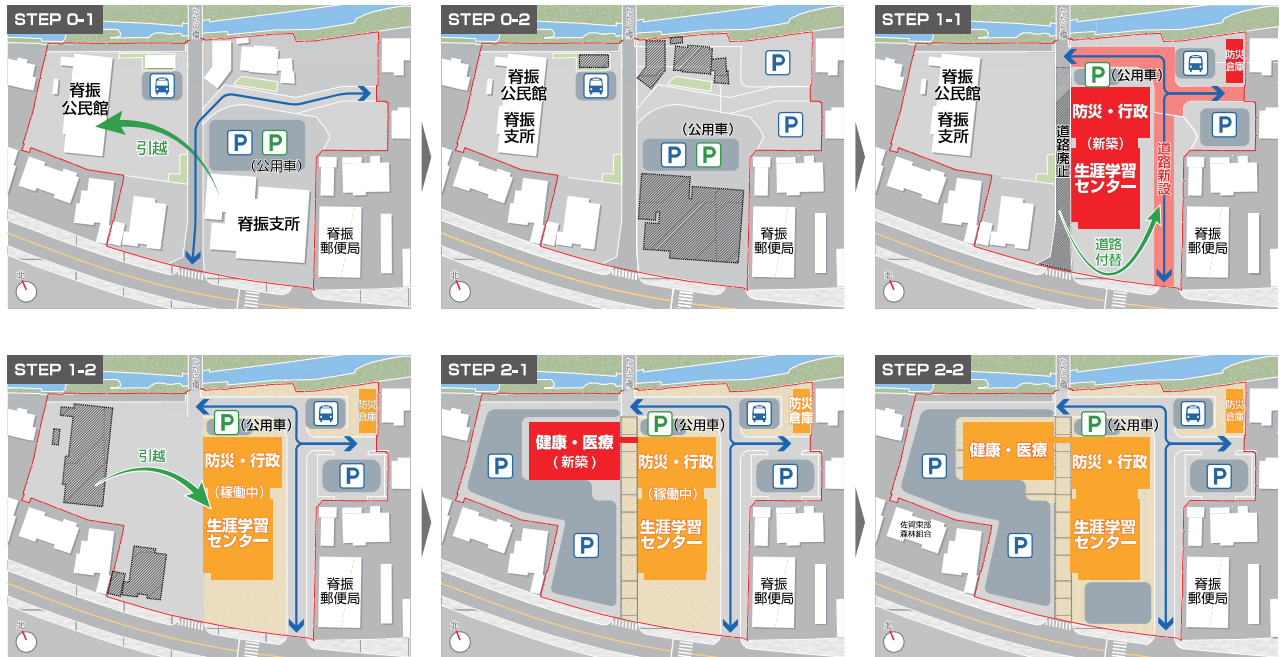 STEP 0-1
脊振
公民館
引越
P P
(公用車)
脊振支所
脊振
郵便局
北
STEP 0-2
脊振
公民館
脊振
支所
P
P
(公用車)
P P
脊振
郵便局
北
STEP 1-1
脊振
公民館
脊振
支所
P (公用車)
防災
倉庫
防災・行政
(新築)
生涯学習
センター
P
道路廃止
道路新設
道路
付替
脊振
郵便局
北
STEP 1-2
引越
P (公用車)
防災
倉庫
防災・行政
(稼働中)
生涯学習
センター
P
脊振
郵便局
北
STEP 2-1
P
健康・医療
(新築)
P
P (公用車)
防災
倉庫
防災・行政
(稼働中)
生涯学習
センター
P
脊振
郵便局
北
STEP 2-2
P
健康・医療
P
佐賀東部
森林組合
P (公用車)
防災
倉庫
防災・行政
生涯学習
センター
P
脊振
郵便局
北